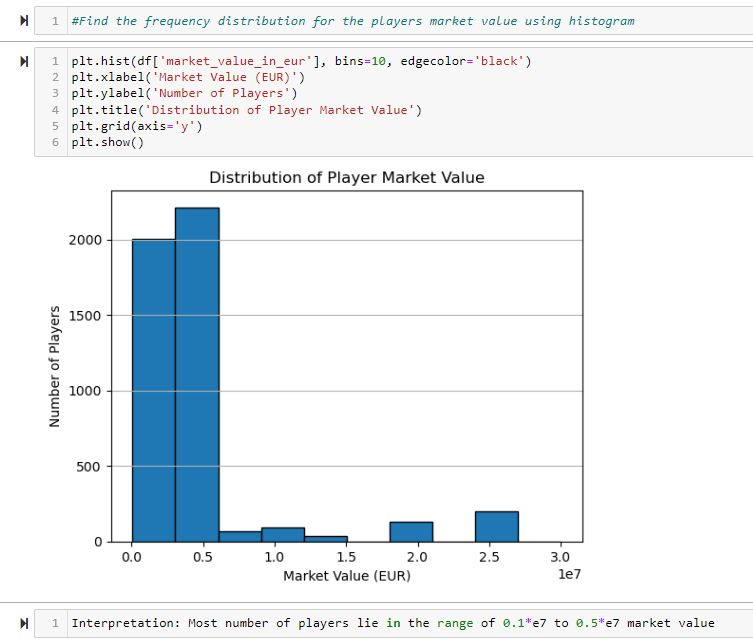 1 #Find the frequency distribution for the players market value using histogram
1 plt.hist(df['market_value_in_eur'], bins=10, edgecolor='black')
2 plt.xlabel('Market Value (EUR)')
3 plt.ylabel('Number of Players')
4 plt.title('Distribution of Player Market Value')
5 plt.grid(axis='y')
6 plt.show()
Distribution of Player Market Value
Number of Players
2000
1500
1000
500
0
0.0 0.5 1.0 1.5 2.0 2.5 3.0
Market Value (EUR) 1e7
1 Interpretation: Most number of players lie in the range of 0.1*e7 to 0.5*e7 market value